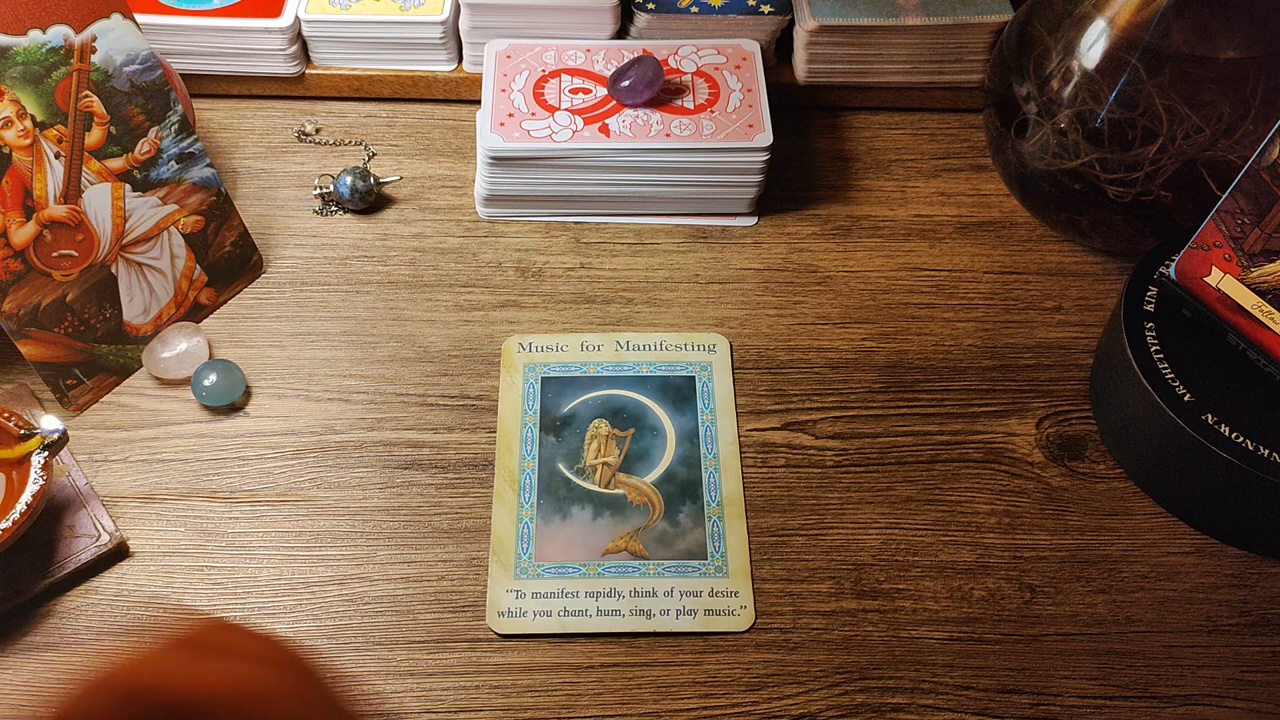 Music for Manifesting
“To manifest rapidly, think of your desire
while you chant, hum, sing, or play music.”
ARCHETYPES KIM